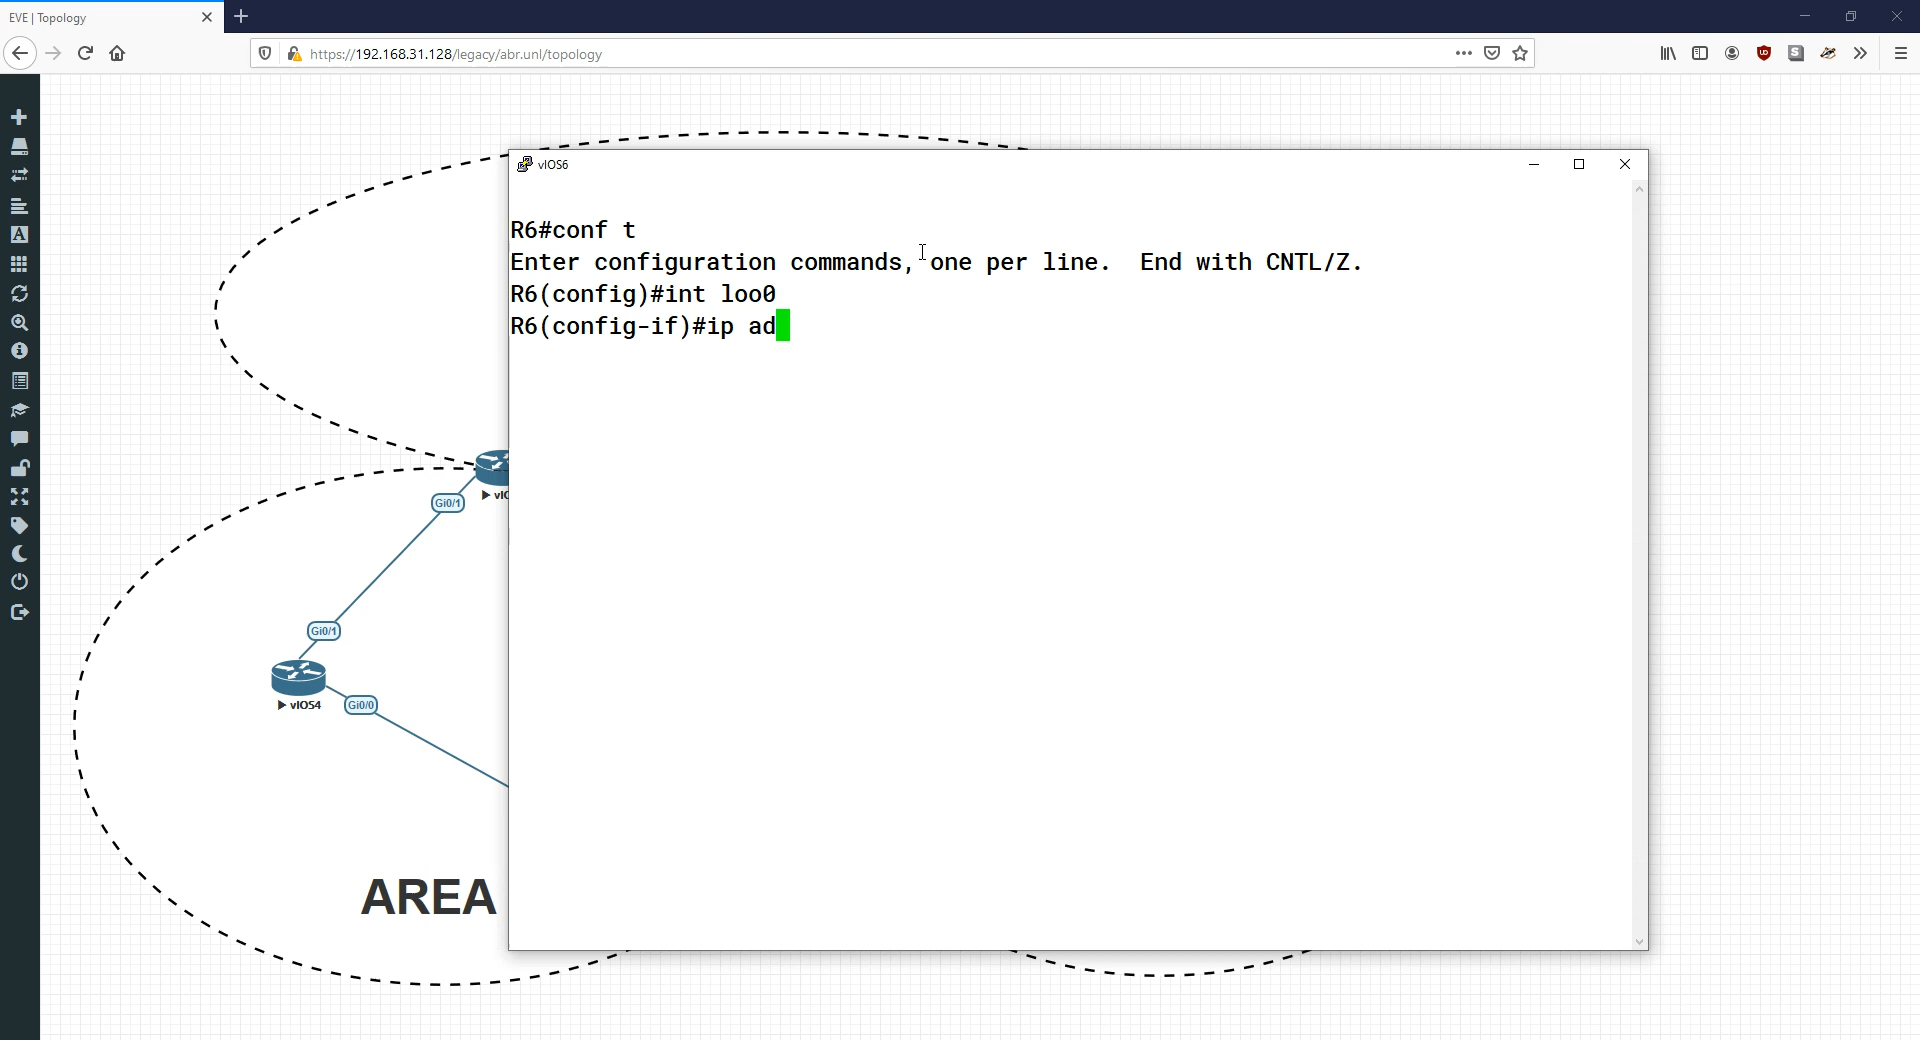 EVE | Topology
https://192.168.31.128/legacy/abr.unl/topology
vIOS6
R6#conf t
Enter configuration commands, one per line.  End with CNTL/Z.
R6(config)#int loo0
R6(config-if)#ip ad
Gi0/1
Gi0/1
vIOS4
Gi0/0
AREA